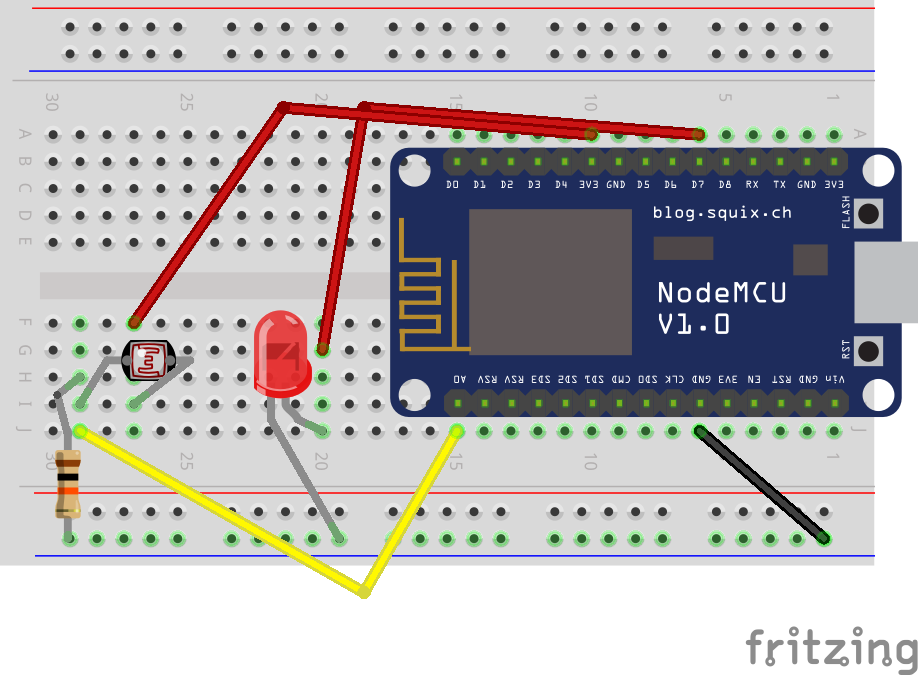 30 25 20 15 10 5 1
A A
B
C
D
E
D0 D1 D2 D3 D4 3V3 GND D5 D6 D7 D8 RX TX GND 3V3
blog.squix.ch
FLASH
NodeMCU
V1.0
RST
F
G
H
I
J J
A0 RSV RSV SD3 SD2 SD1 CMD SD0 CLK GND 3V3 EN RST GND Vin
30 25 20 15 10 1
fritzing